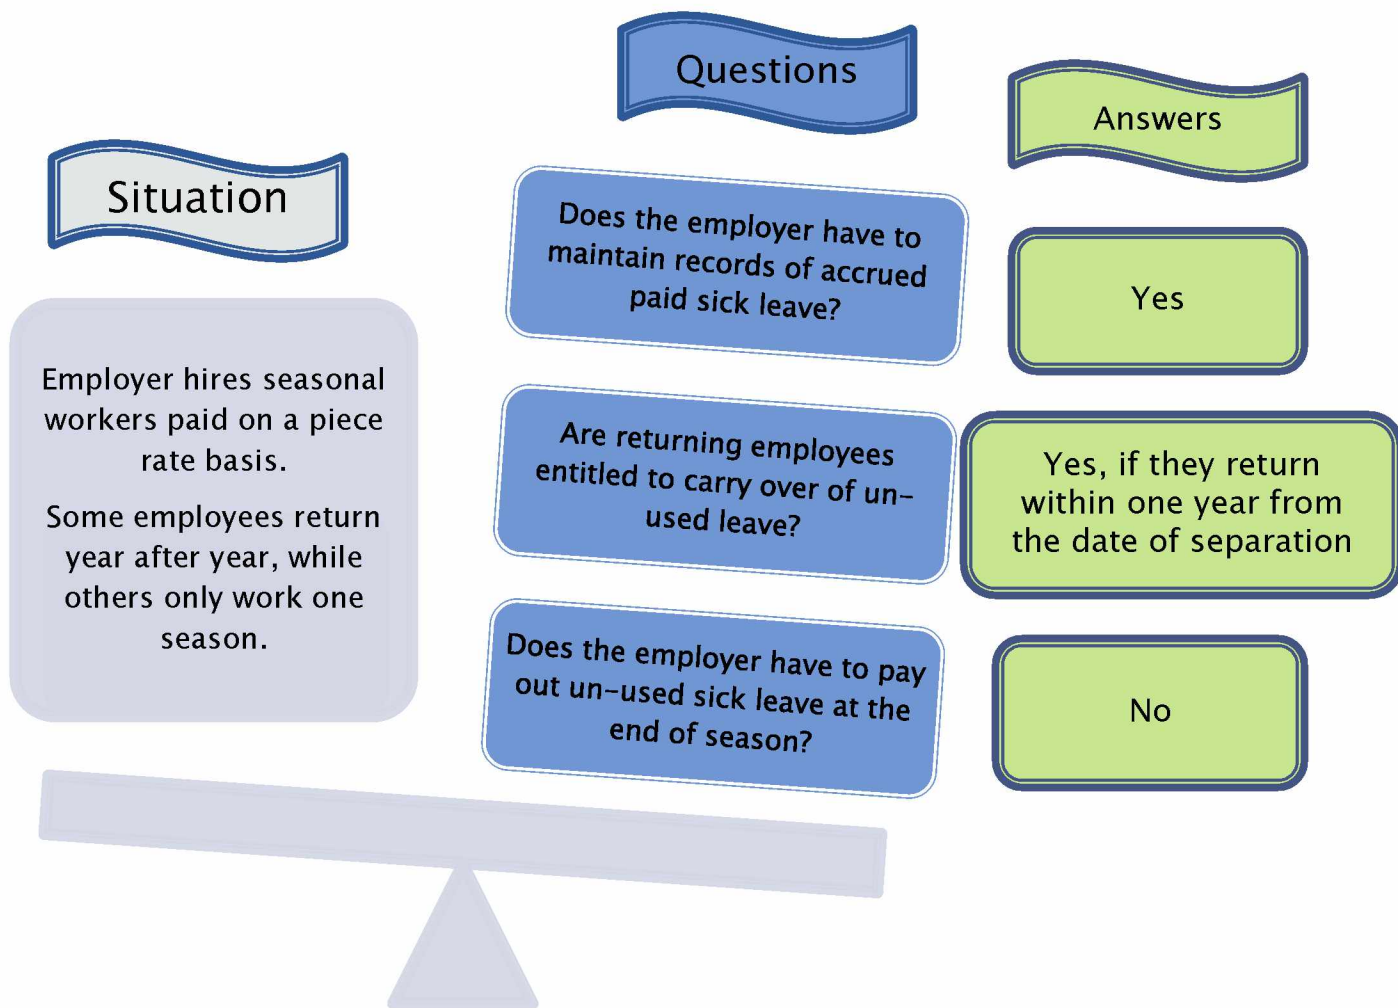 Situation
Employer hires seasonal
workers paid on a piece
rate basis.
Some employees return
year after year, while
others only work one
season.
Questions
Does the employer have to
maintain records of accrued
paid sick leave?
Are returning employees
entitled to carry over of un-
used leave?
Does the employer have to pay
out un-used sick leave at the
end of season?
Answers
Yes
Yes, if they return
within one year from
the date of separation
No